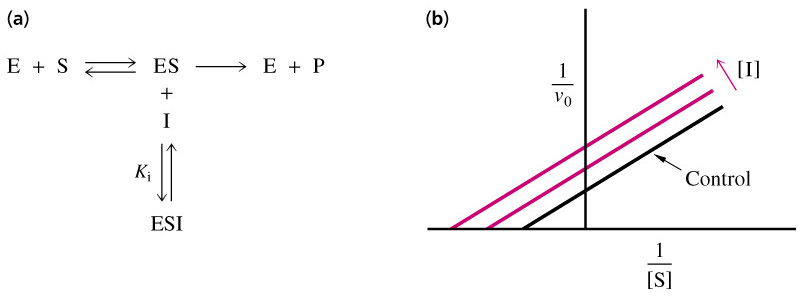 (a)
E + S ⇌ ES ⟶ E + P
+
I
Kᵢ
ESI
(b)
1
v₀
[I]
Control
1
[S]